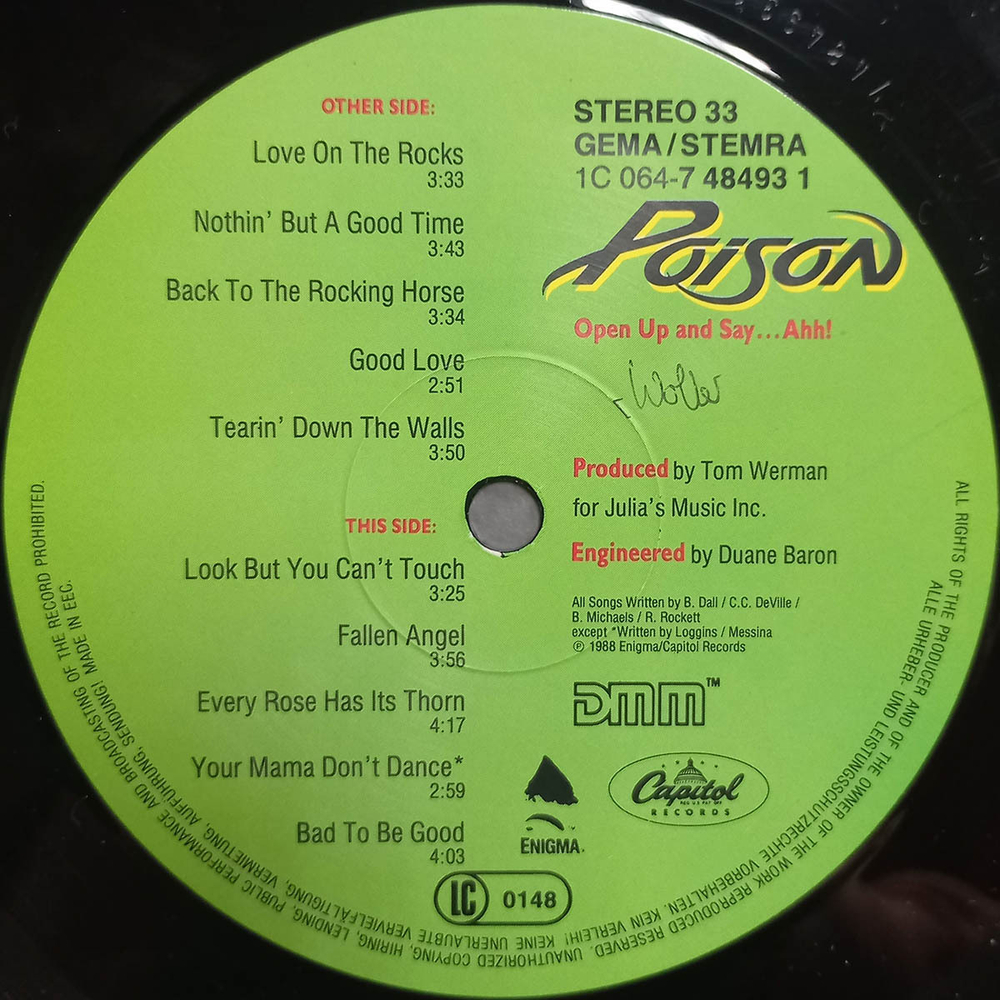 OTHER SIDE:
Love On The Rocks
3:33
Nothin' But A Good Time
3:43
Back To The Rocking Horse
3:34
Good Love
2:51
Tearin' Down The Walls
3:50
THIS SIDE:
Look But You Can't Touch
3:25
Fallen Angel
3:56
Every Rose Has Its Thorn
4:17
Your Mama Don't Dance*
2:59
Bad To Be Good
4:03
STEREO 33
GEMA/STEMRA
1C 064-7 48493 1
POISON
Open Up and Say...Ahh!
Produced by Tom Werman
for Julia's Music Inc.
Engineered by Duane Baron
All Songs Written by B. Dall / C.C. DeVille /
B. Michaels / R. Rockett
except *Written by Loggins / Messina
℗ 1988 Enigma/Capitol Records
DMM™
ENIGMA.
Capitol
REG. U.S. PAT. OFF.
RECORDS
LC 0148
ALL RIGHTS OF THE PRODUCER AND OF THE OWNER OF THE WORK REPRODUCED RESERVED. UNAUTHORIZED COPYING, HIRING, LENDING, PUBLIC PERFORMANCE AND BROADCASTING OF THE RECORD PROHIBITED.
ALLE URHEBER- UND LEISTUNGSSCHUTZRECHTE VORBEHALTEN. KEIN VERLEIH! KEINE UNERLAUBTE VERVIELFÄLTIGUNG, VERMIETUNG, AUFFÜHRUNG, SENDUNG! MADE IN EEC.